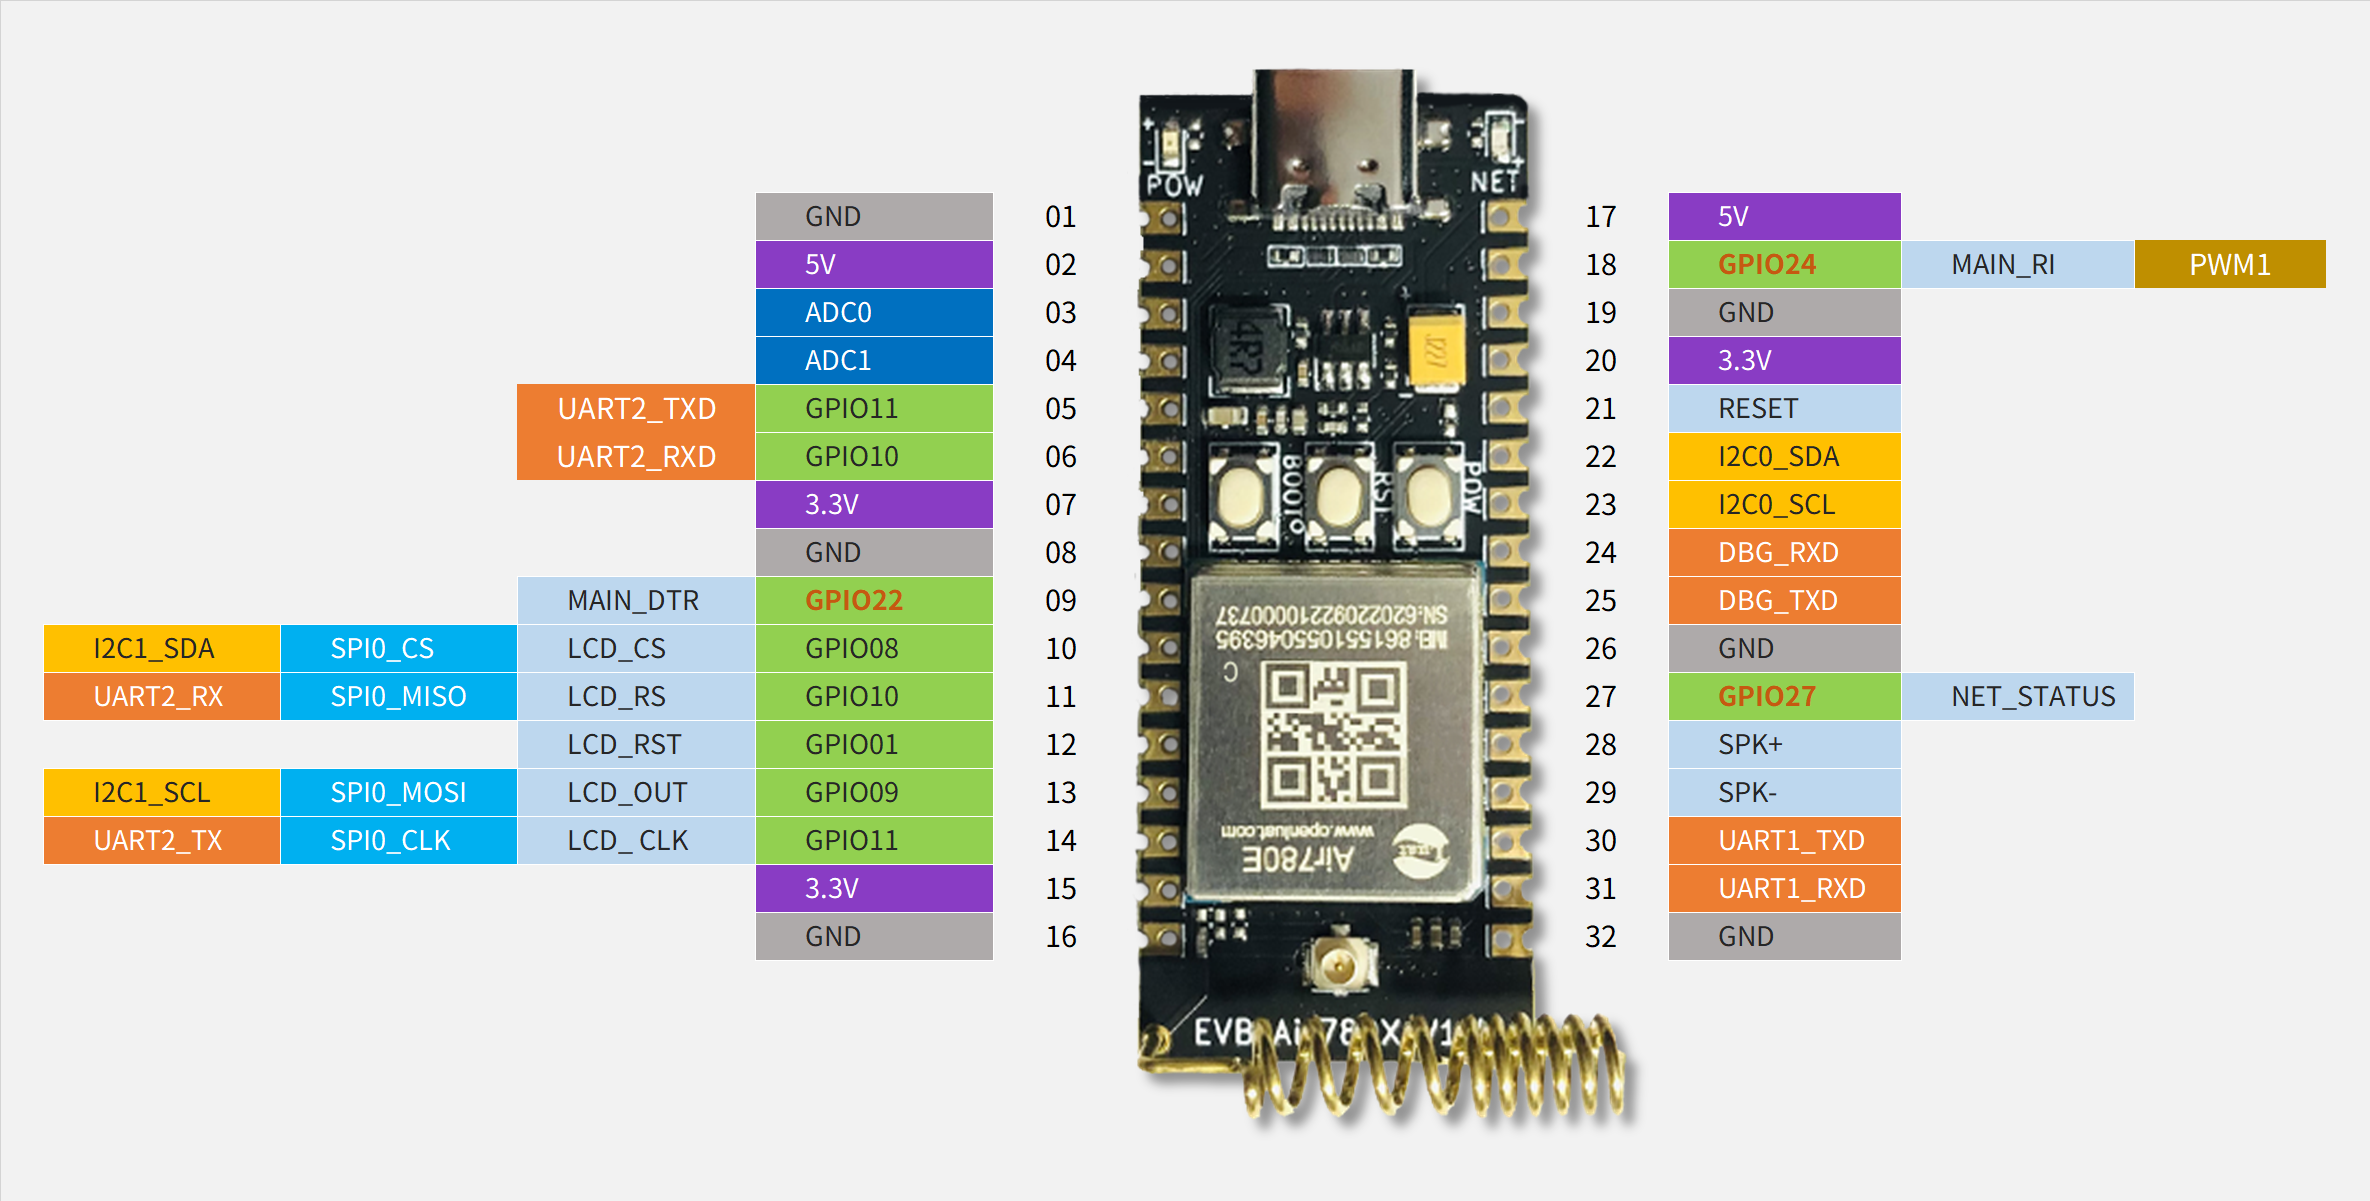 POW
NET
GND 01
5V 02
ADC0 03
ADC1 04
UART2_TXD GPIO11 05
UART2_RXD GPIO10 06
3.3V 07
GND 08
MAIN_DTR GPIO22 09
I2C1_SDA SPI0_CS LCD_CS GPIO08 10
UART2_RX SPI0_MISO LCD_RS GPIO10 11
LCD_RST GPIO01 12
I2C1_SCL SPI0_MOSI LCD_OUT GPIO09 13
UART2_TX SPI0_CLK LCD_ CLK GPIO11 14
3.3V 15
GND 16
17 5V
18 GPIO24 MAIN_RI PWM1
19 GND
20 3.3V
21 RESET
22 I2C0_SDA
23 I2C0_SCL
24 DBG_RXD
25 DBG_TXD
26 GND
27 GPIO27 NET_STATUS
28 SPK+
29 SPK-
30 UART1_TXD
31 UART1_RXD
32 GND
4R7
J227
BOOT
RST
POW
Air780E
www.openluat.com
C
SN:6202209221000737